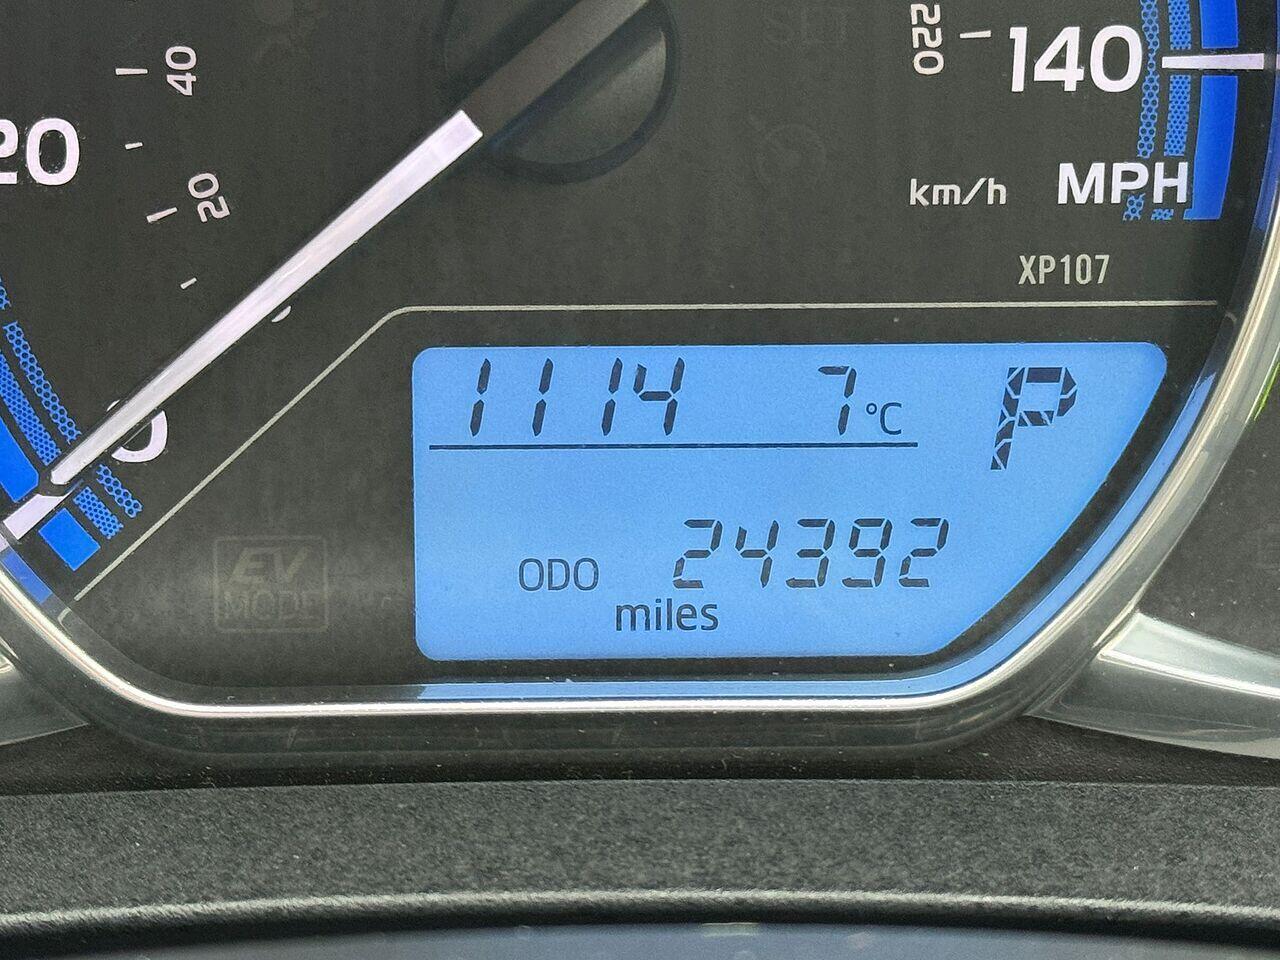 40
20
20
220
140
km/h MPH
XP107
1114 7°C P
ODO 24392
miles
EV
MODE